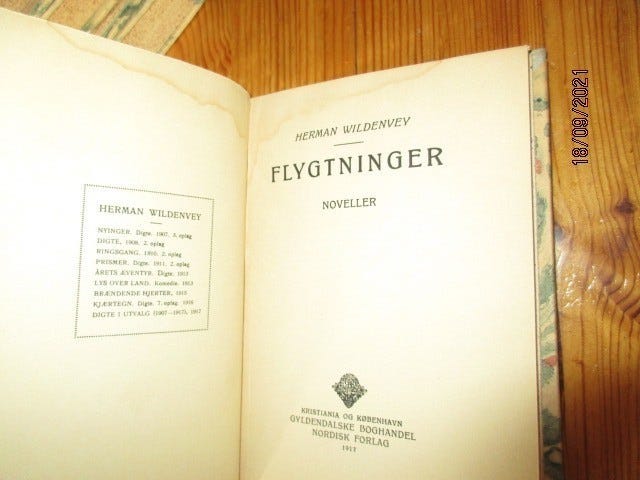 HERMAN WILDENVEY
NYINGER. Digte. 1907. 3. oplag
DIGTE, 1908. 2. oplag
RINGSGANG, 1910. 2. oplag
PRISMER. Digte. 1911. 2. oplag
ÅRETS ÆVENTYR. Digte. 1913
LYS OVER LAND. Komedie. 1913
BRÆNDENDE HJERTER, 1915
KJÆRTEGN. Digte. 7. oplag. 1916
DIGTE I UTVALG (1907—1917), 1917
HERMAN WILDENVEY
FLYGTNINGER
NOVELLER
KRISTIANIA OG KØBENHAVN
GYLDENDALSKE BOGHANDEL
NORDISK FORLAG
1917
18/09/2021